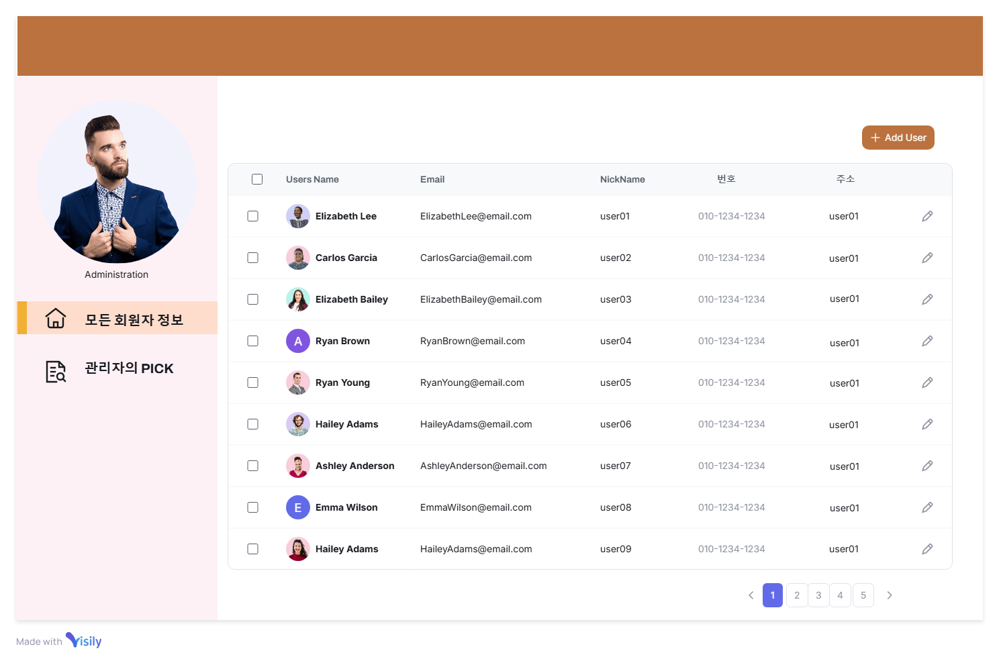 + Add User
Administration
모든 회원자 정보
관리자의 PICK
Users Name Email NickName 번호 주소
Elizabeth Lee ElizabethLee@email.com user01 010-1234-1234 user01
Carlos Garcia CarlosGarcia@email.com user02 010-1234-1234 user01
Elizabeth Bailey ElizabethBailey@email.com user03 010-1234-1234 user01
A Ryan Brown RyanBrown@email.com user04 010-1234-1234 user01
Ryan Young RyanYoung@email.com user05 010-1234-1234 user01
Hailey Adams HaileyAdams@email.com user06 010-1234-1234 user01
Ashley Anderson AshleyAnderson@email.com user07 010-1234-1234 user01
E Emma Wilson EmmaWilson@email.com user08 010-1234-1234 user01
Hailey Adams HaileyAdams@email.com user09 010-1234-1234 user01
1 2 3 4 5
Made with Visily